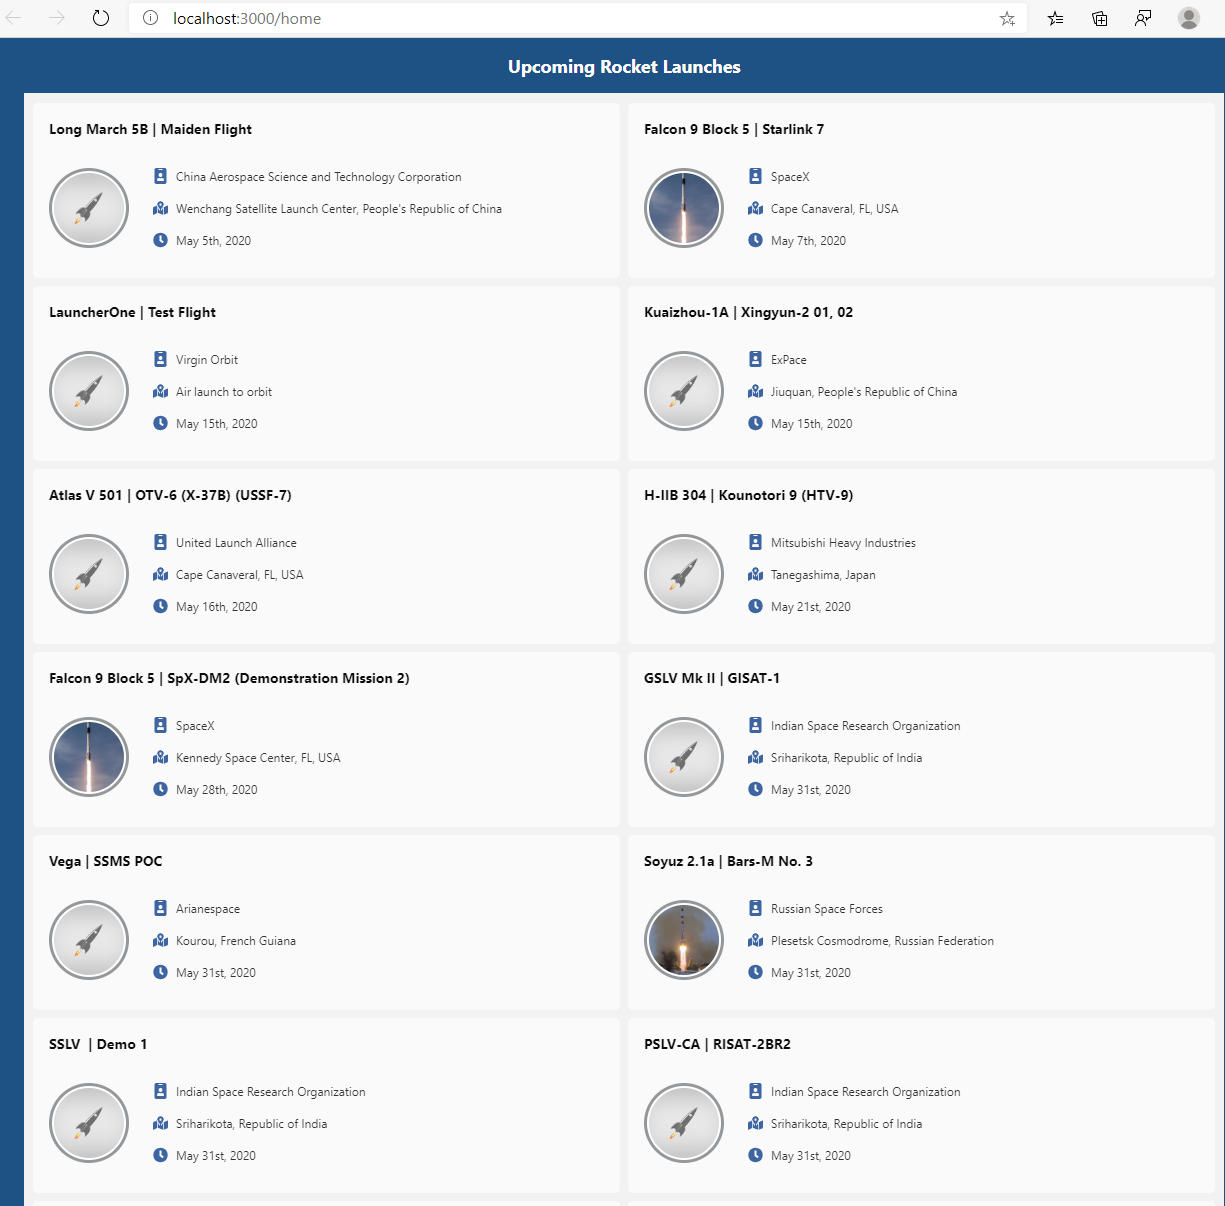 localhost:3000/home
Upcoming Rocket Launches
Long March 5B | Maiden Flight
China Aerospace Science and Technology Corporation
Wenchang Satellite Launch Center, People's Republic of China
May 5th, 2020
Falcon 9 Block 5 | Starlink 7
SpaceX
Cape Canaveral, FL, USA
May 7th, 2020
LauncherOne | Test Flight
Virgin Orbit
Air launch to orbit
May 15th, 2020
Kuaizhou-1A | Xingyun-2 01, 02
ExPace
Jiuquan, People's Republic of China
May 15th, 2020
Atlas V 501 | OTV-6 (X-37B) (USSF-7)
United Launch Alliance
Cape Canaveral, FL, USA
May 16th, 2020
H-IIB 304 | Kounotori 9 (HTV-9)
Mitsubishi Heavy Industries
Tanegashima, Japan
May 21st, 2020
Falcon 9 Block 5 | SpX-DM2 (Demonstration Mission 2)
SpaceX
Kennedy Space Center, FL, USA
May 28th, 2020
GSLV Mk II | GISAT-1
Indian Space Research Organization
Sriharikota, Republic of India
May 31st, 2020
Vega | SSMS POC
Arianespace
Kourou, French Guiana
May 31st, 2020
Soyuz 2.1a | Bars-M No. 3
Russian Space Forces
Plesetsk Cosmodrome, Russian Federation
May 31st, 2020
SSLV  | Demo 1
Indian Space Research Organization
Sriharikota, Republic of India
May 31st, 2020
PSLV-CA | RISAT-2BR2
Indian Space Research Organization
Sriharikota, Republic of India
May 31st, 2020